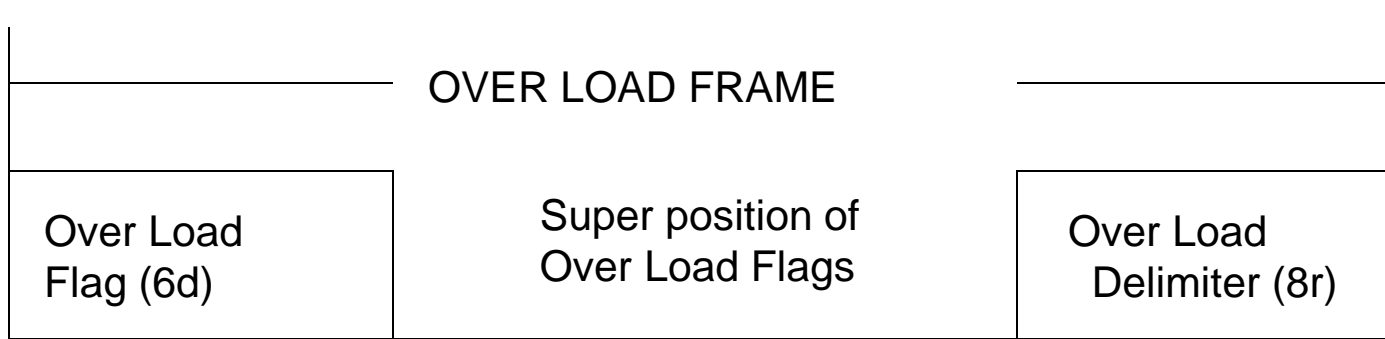 OVER LOAD FRAME
Over Load
Flag (6d)
Super position of
Over Load Flags
Over Load
Delimiter (8r)